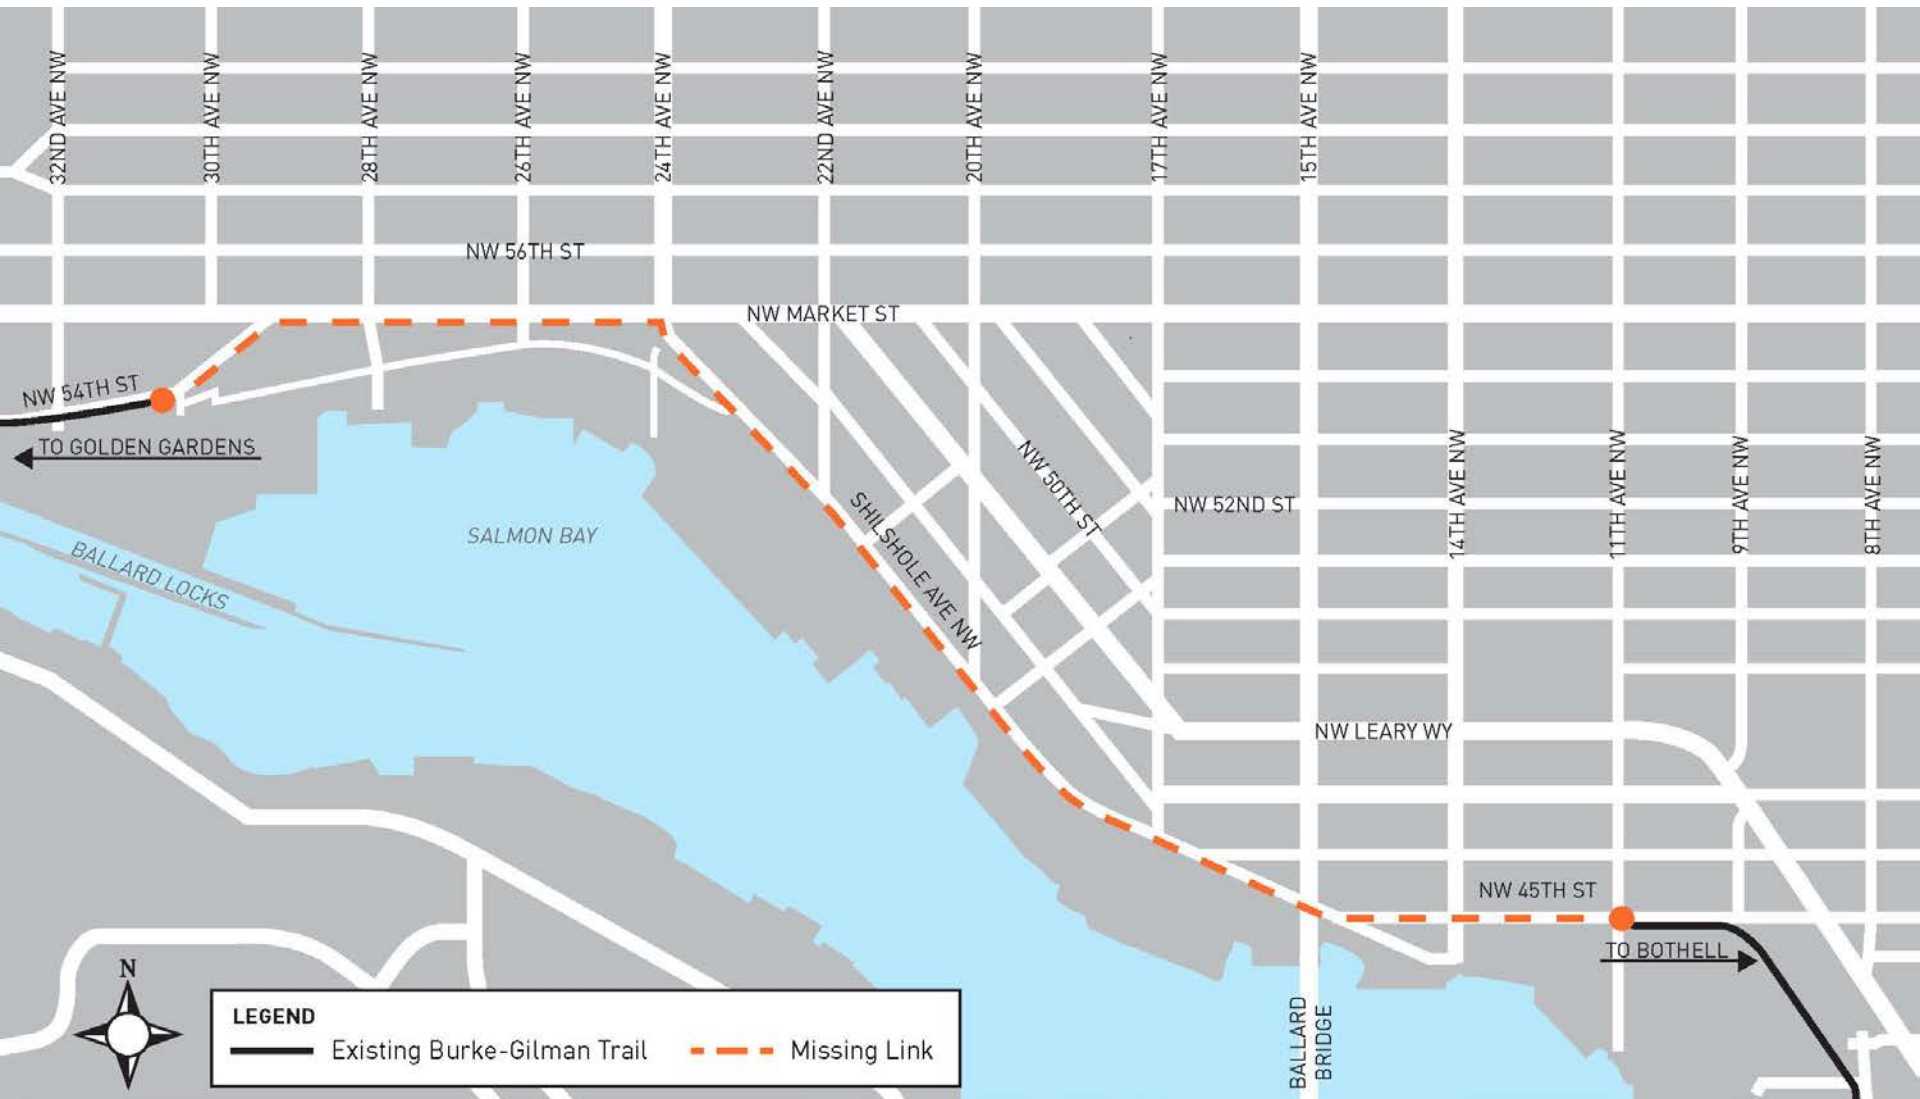 32ND AVE NW
30TH AVE NW
28TH AVE NW
26TH AVE NW
24TH AVE NW
22ND AVE NW
20TH AVE NW
17TH AVE NW
15TH AVE NW
NW 56TH ST
NW MARKET ST
NW 54TH ST
TO GOLDEN GARDENS
NW 50TH ST
NW 52ND ST
14TH AVE NW
11TH AVE NW
9TH AVE NW
8TH AVE NW
SALMON BAY
BALLARD LOCKS
SHILSHOLE AVE NW
NW LEARY WY
NW 45TH ST
TO BOTHELL
BALLARD
BRIDGE
N
LEGEND
Existing Burke-Gilman Trail
Missing Link